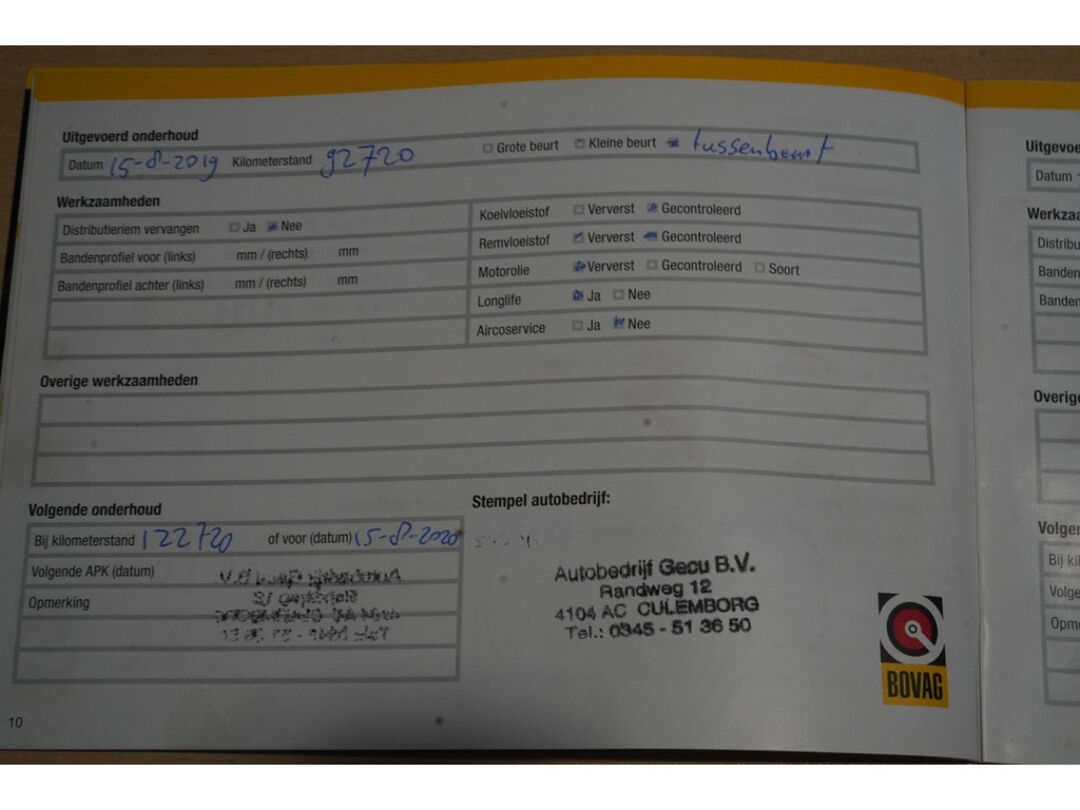 Uitgevoerd onderhoud
Datum 15-8-2019 Kilometerstand 92720 Grote beurt Kleine beurt tussenbeurt
Werkzaamheden
Distributieriem vervangen Ja Nee
Bandenprofiel voor (links) mm / (rechts) mm
Bandenprofiel achter (links) mm / (rechts) mm
Koelvloeistof Ververst Gecontroleerd
Remvloeistof Ververst Gecontroleerd
Motorolie Ververst Gecontroleerd Soort
Longlife Ja Nee
Aircoservice Ja Nee
Overige werkzaamheden
Volgende onderhoud
Bij kilometerstand 122720 of voor (datum) 15-8-2020
Volgende APK (datum)
Opmerking
Stempel autobedrijf:
Autobedrijf Gecu B.V.
Randweg 12
4104 AC CULEMBORG
Tel.: 0345 - 51 36 50
BOVAG
10
Uitgevoe
Datum
Werkzaa
Distribu
Banden
Banden
Overige
Volgen
Bij kil
Volge
Opm